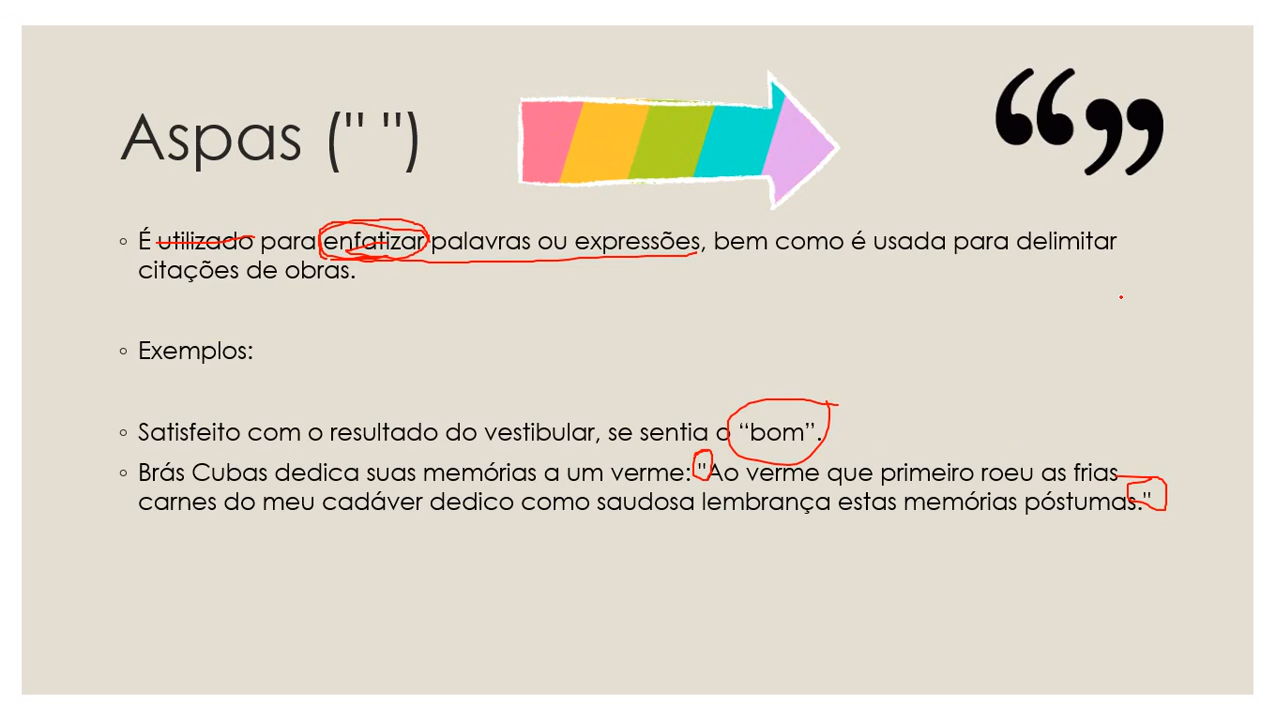 Aspas (" ")
“ ”
◦ É utilizado para enfatizar palavras ou expressões, bem como é usada para delimitar
citações de obras.
◦ Exemplos:
◦ Satisfeito com o resultado do vestibular, se sentia o “bom”.
◦ Brás Cubas dedica suas memórias a um verme: "Ao verme que primeiro roeu as frias
carnes do meu cadáver dedico como saudosa lembrança estas memórias póstumas."